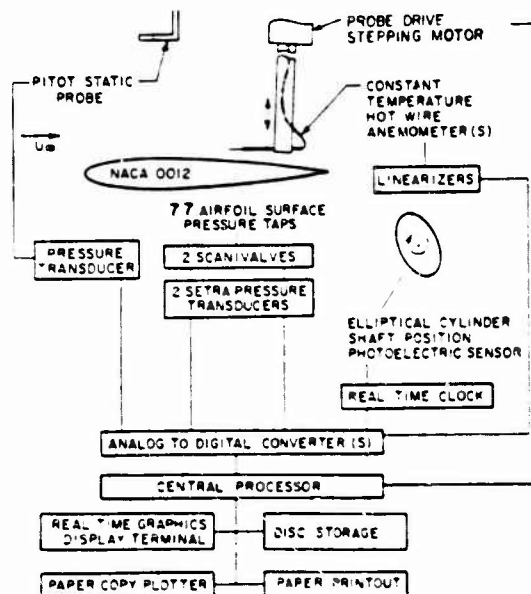 PROBE DRIVE
STEPPING MOTOR
PITOT STATIC
PROBE
CONSTANT
TEMPERATURE
HOT WIRE
ANEMOMETER(S)
U∞
NACA 0012
LINEARIZERS
77 AIRFOIL SURFACE
PRESSURE TAPS
PRESSURE
TRANSDUCER
2 SCANIVALVES
2 SETRA PRESSURE
TRANSDUCERS
ELLIPTICAL CYLINDER
SHAFT POSITION
PHOTOELECTRIC SENSOR
REAL TIME CLOCK
ANALOG TO DIGITAL CONVERTER (S)
CENTRAL PROCESSOR
REAL TIME GRAPHICS
DISPLAY TERMINAL
DISC STORAGE
PAPER COPY PLOTTER
PAPER PRINTOUT